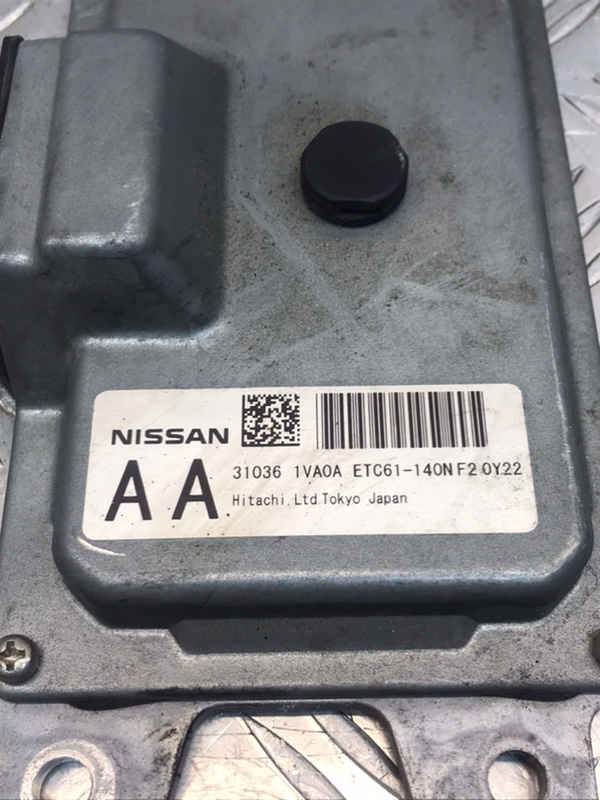 NISSAN
31036 1VA0A ETC61-140N F2 0Y22
AA
Hitachi, Ltd Tokyo Japan